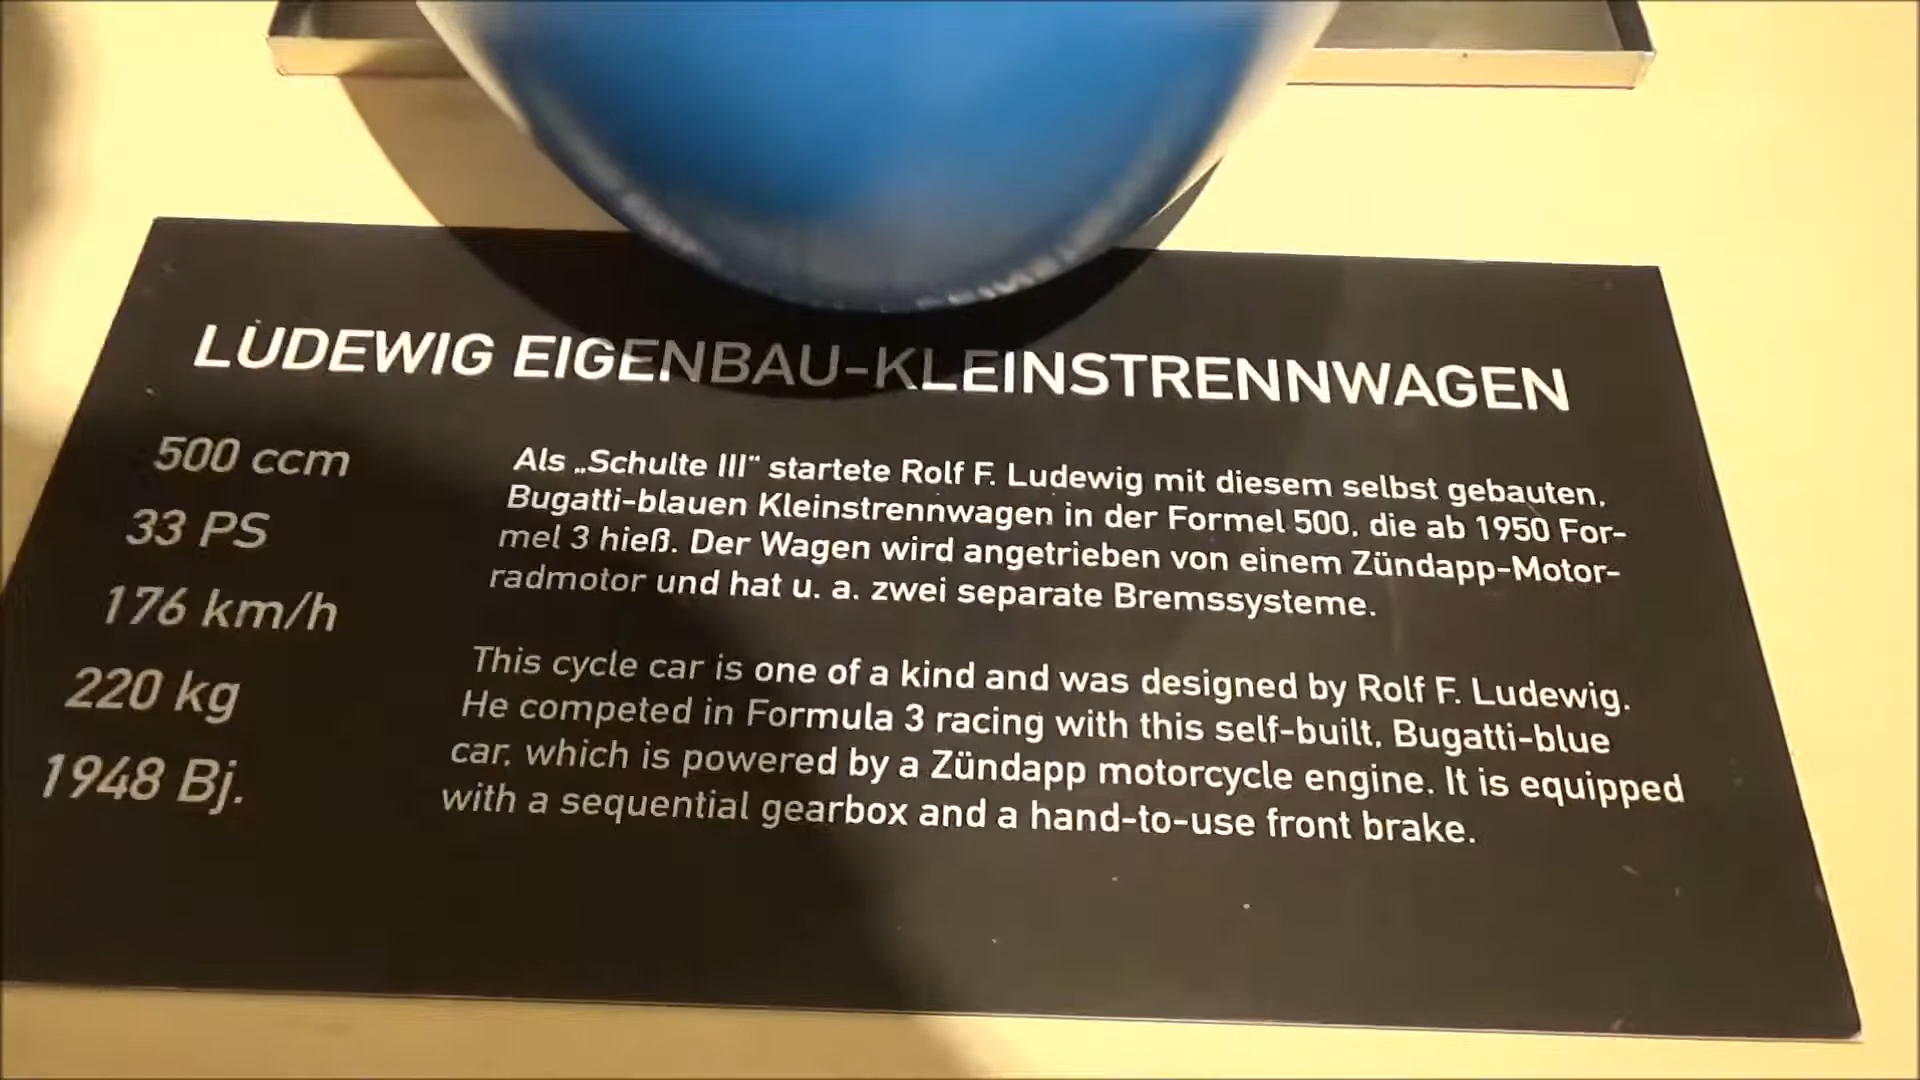 LUDEWIG EIGENBAU-KLEINSTRENNWAGEN
500 ccm
33 PS
176 km/h
220 kg
1948 Bj.
Als „Schulte III" startete Rolf F. Ludewig mit diesem selbst gebauten,
Bugatti-blauen Kleinstrennwagen in der Formel 500, die ab 1950 For-
mel 3 hieß. Der Wagen wird angetrieben von einem Zündapp-Motor-
radmotor und hat u. a. zwei separate Bremssysteme.
This cycle car is one of a kind and was designed by Rolf F. Ludewig.
He competed in Formula 3 racing with this self-built, Bugatti-blue
car, which is powered by a Zündapp motorcycle engine. It is equipped
with a sequential gearbox and a hand-to-use front brake.